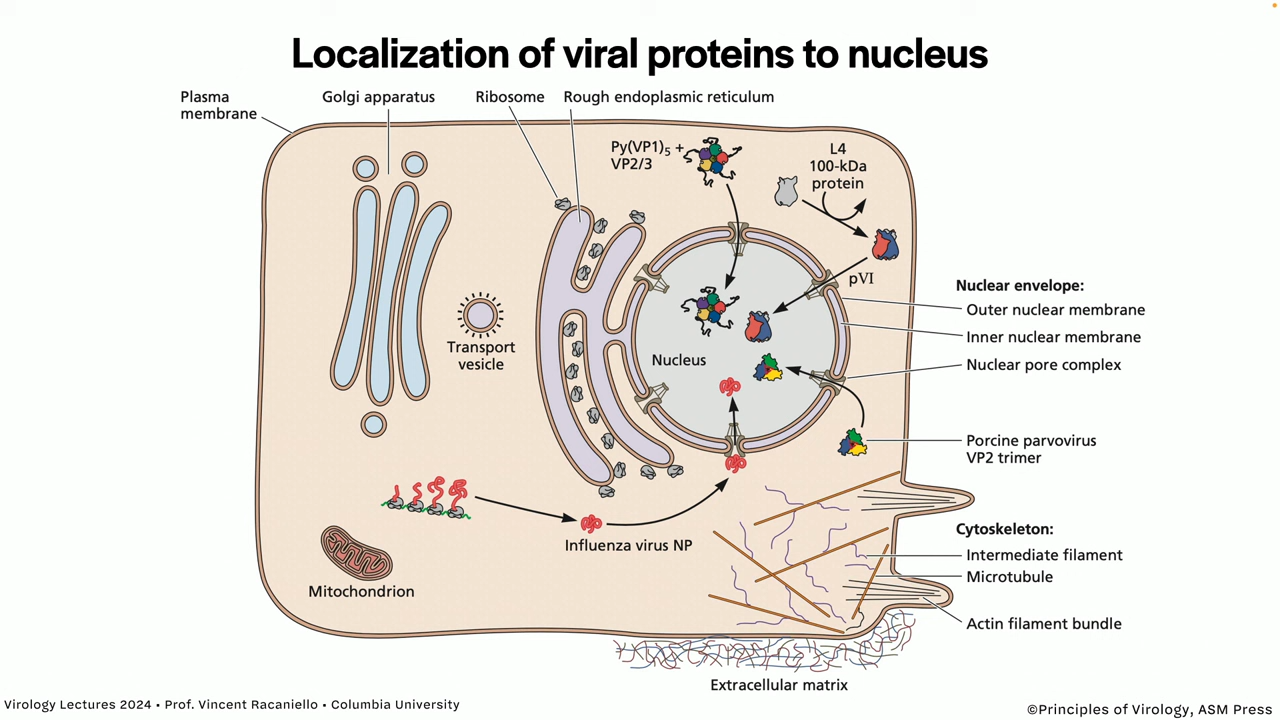 Localization of viral proteins to nucleus
Plasma
membrane
Golgi apparatus
Ribosome
Rough endoplasmic reticulum
Py(VP1)5 +
VP2/3
L4
100-kDa
protein
pVI
Nuclear envelope:
Outer nuclear membrane
Inner nuclear membrane
Nuclear pore complex
Transport
vesicle
Nucleus
Porcine parvovirus
VP2 trimer
Influenza virus NP
Mitochondrion
Cytoskeleton:
Intermediate filament
Microtubule
Actin filament bundle
Extracellular matrix
Virology Lectures 2024 • Prof. Vincent Racaniello • Columbia University
©Principles of Virology, ASM Press